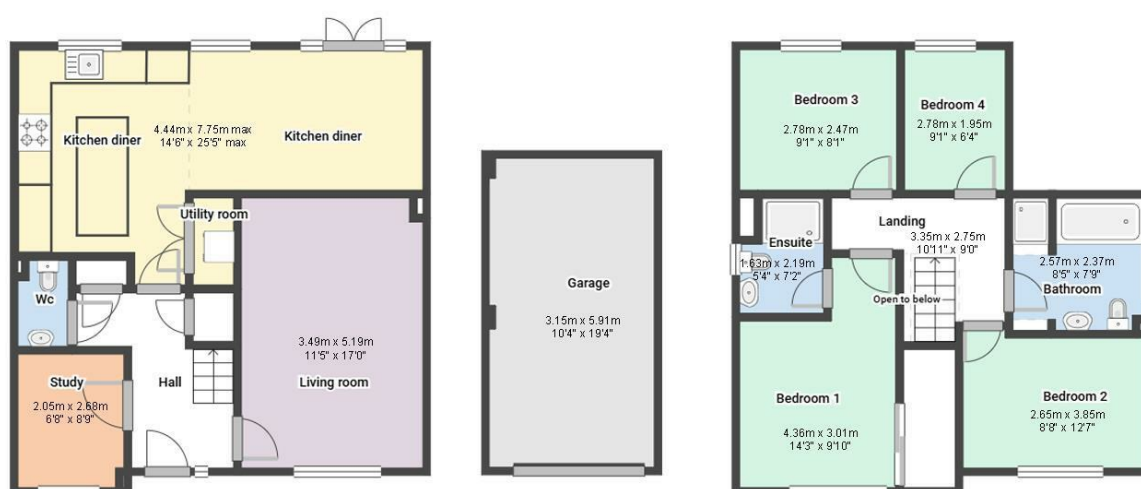 Kitchen diner
4.44m x 7.75m max
14'6" x 25'5" max
Kitchen diner
Utility room
Wc
Study
2.05m x 2.68m
6'8" x 8'9"
Hall
3.49m x 5.19m
11'5" x 17'0"
Living room
Garage
3.15m x 5.91m
10'4" x 19'4"
Bedroom 3
2.78m x 2.47m
9'1" x 8'1"
Bedroom 4
2.78m x 1.95m
9'1" x 6'4"
Landing
3.35m x 2.75m
10'11" x 9'0"
Ensuite
1.63m x 2.19m
5'4" x 7'2"
2.57m x 2.37m
8'5" x 7'9"
Bathroom
Open to below
Bedroom 1
4.36m x 3.01m
14'3" x 9'10"
Bedroom 2
2.65m x 3.85m
8'8" x 12'7"